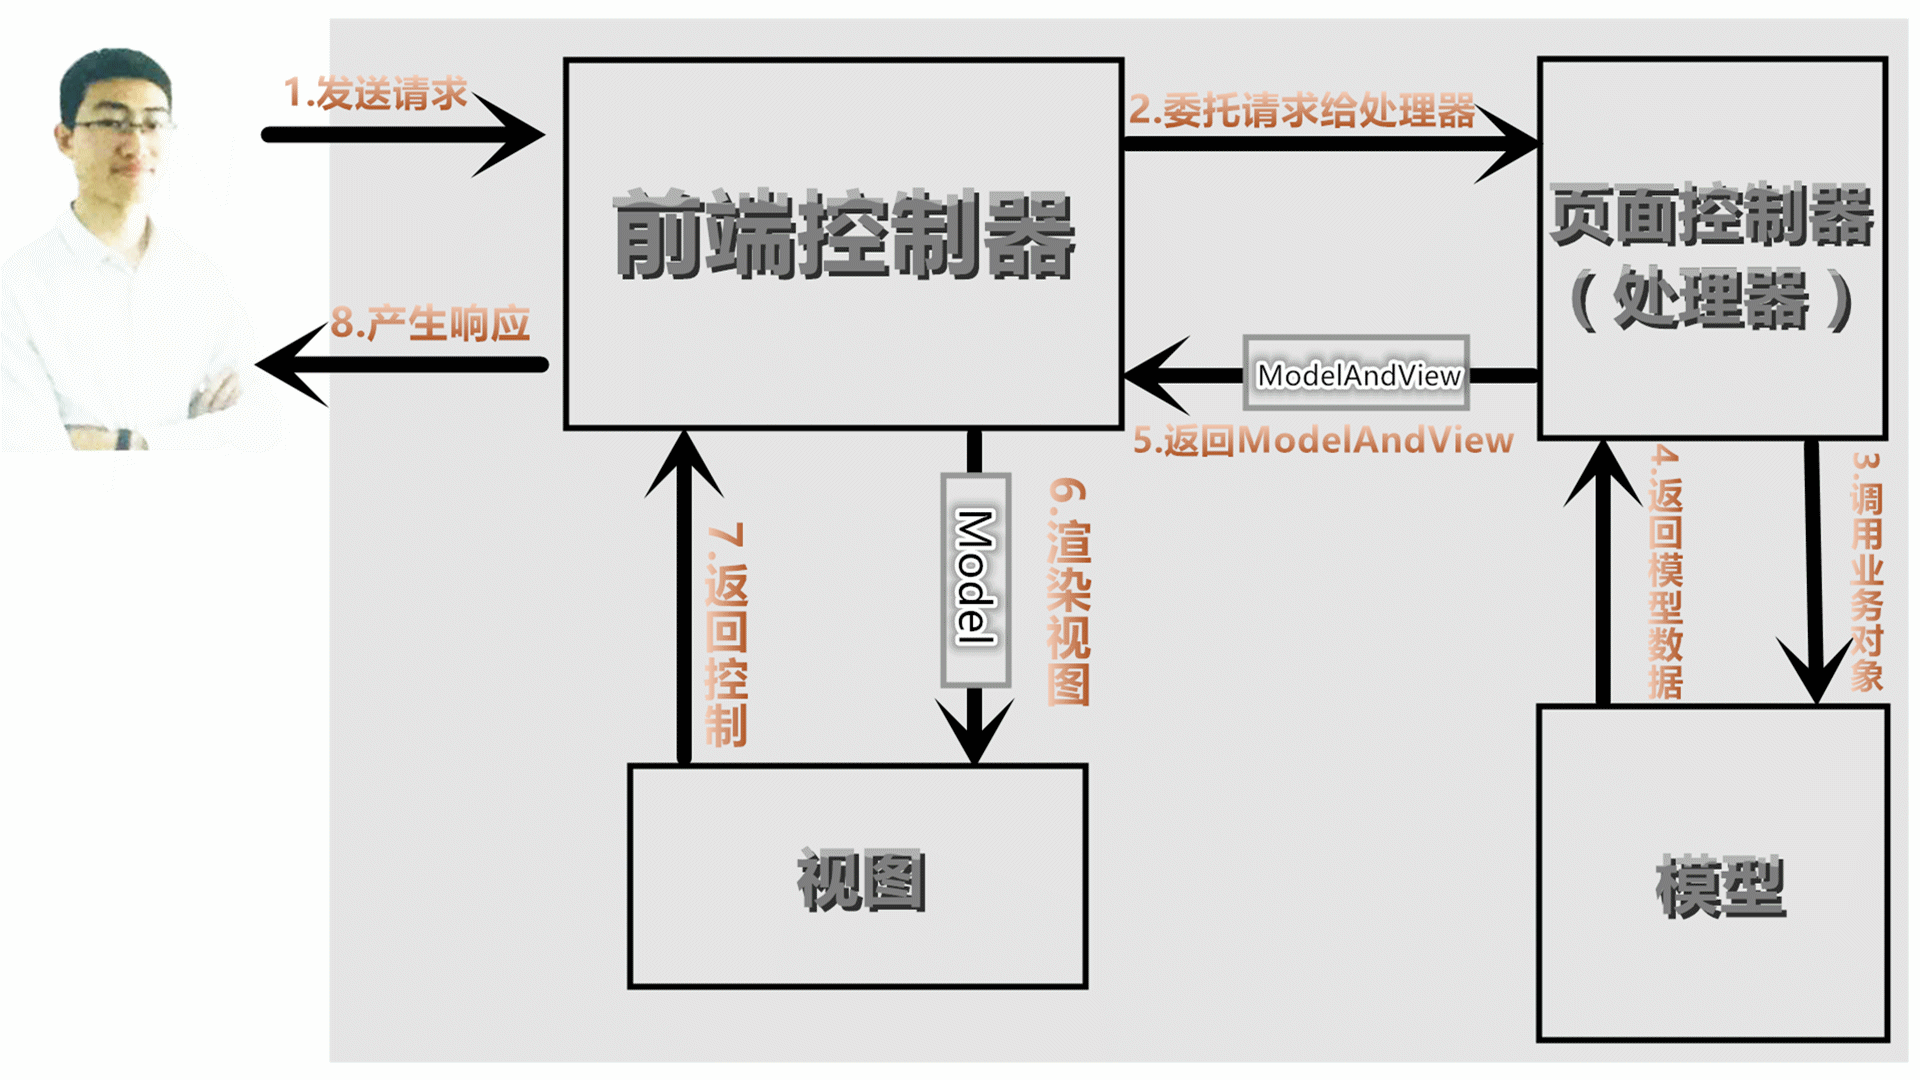 1.发送请求
前端控制器
2.委托请求给处理器
页面控制器
（处理器）
8.产生响应
ModelAndView
5.返回ModelAndView
7.返回控制
Model
6.渲染视图
4.返回模型数据
3.调用业务对象
视图
模型